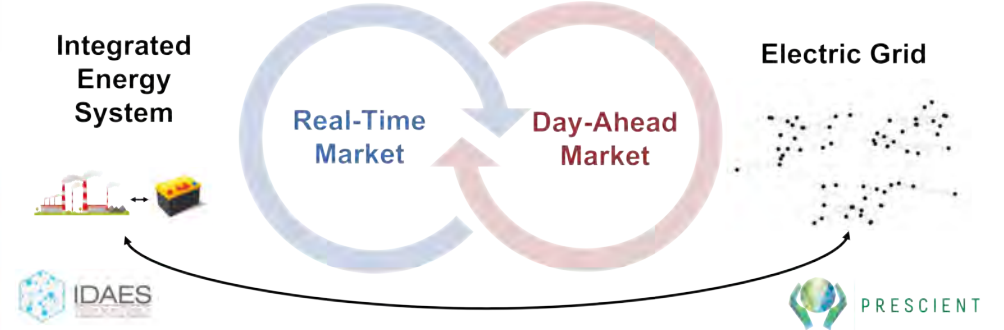 Integrated
Energy
System
Real-Time
Market
Day-Ahead
Market
Electric Grid
IDAES
PRESCIENT